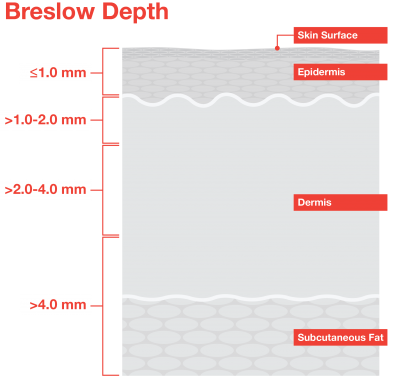 Breslow Depth
Skin Surface
≤1.0 mm
Epidermis
>1.0-2.0 mm
>2.0-4.0 mm
Dermis
>4.0 mm
Subcutaneous Fat